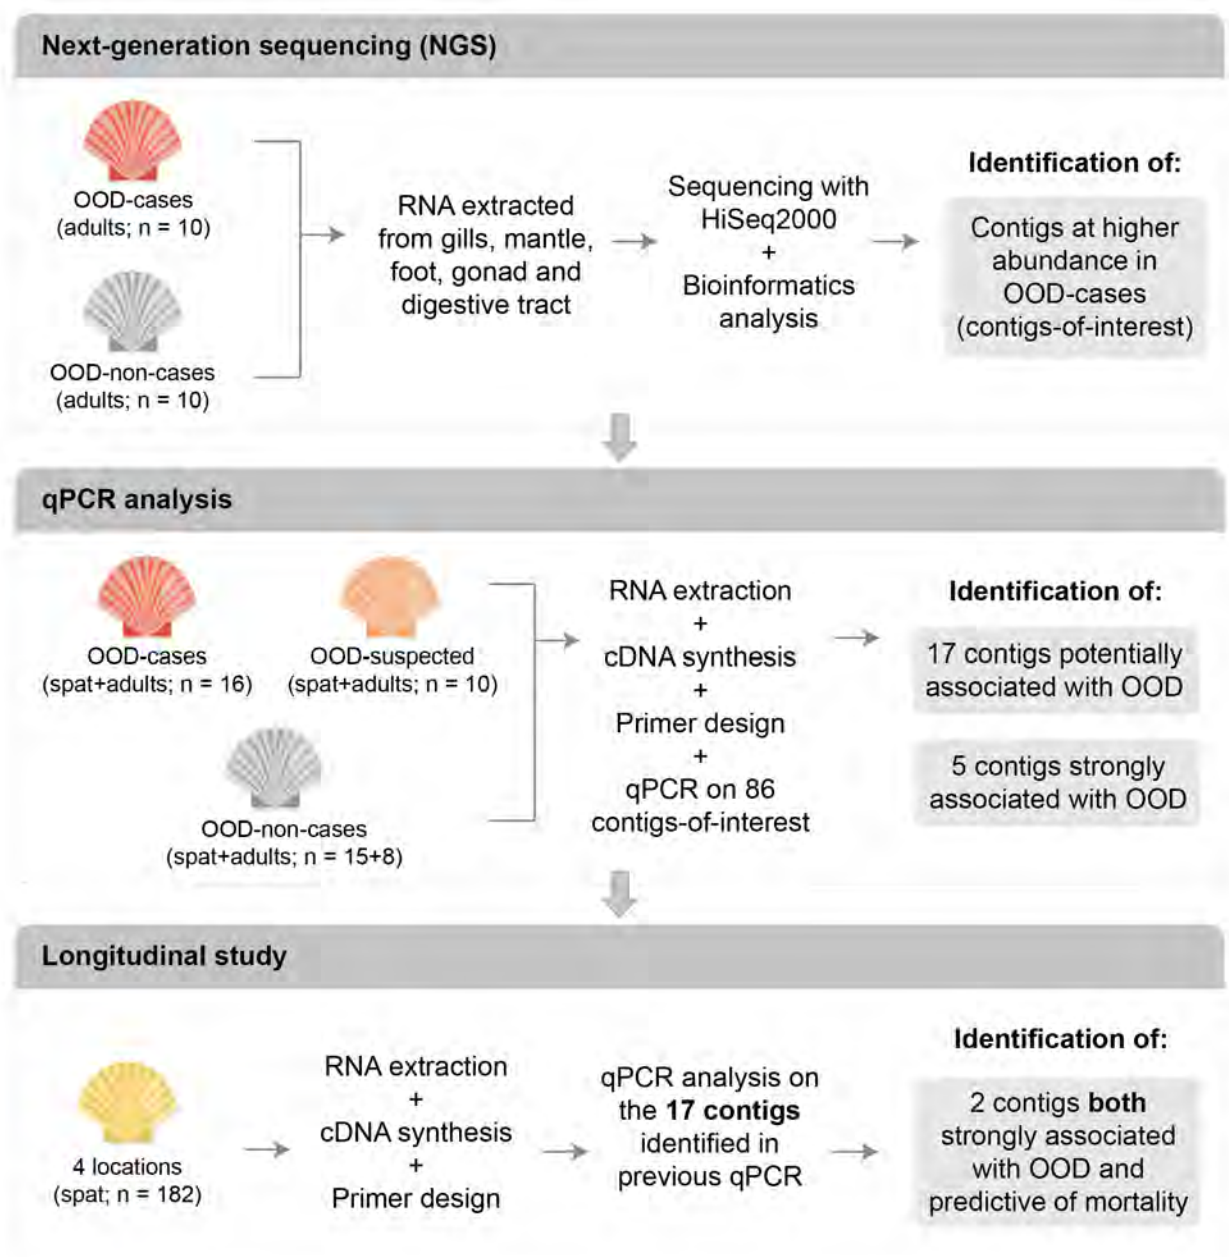 Next-generation sequencing (NGS)
OOD-cases
(adults; n = 10)
OOD-non-cases
(adults; n = 10)
RNA extracted
from gills, mantle,
foot, gonad and
digestive tract
Sequencing with
HiSeq2000
+
Bioinformatics
analysis
Identification of:
Contigs at higher
abundance in
OOD-cases
(contigs-of-interest)
qPCR analysis
OOD-cases
(spat+adults; n = 16)
OOD-suspected
(spat+adults; n = 10)
OOD-non-cases
(spat+adults; n = 15+8)
RNA extraction
+
cDNA synthesis
+
Primer design
+
qPCR on 86
contigs-of-interest
Identification of:
17 contigs potentially
associated with OOD
5 contigs strongly
associated with OOD
Longitudinal study
4 locations
(spat; n = 182)
RNA extraction
+
cDNA synthesis
+
Primer design
qPCR analysis on
the 17 contigs
identified in
previous qPCR
Identification of:
2 contigs both
strongly associated
with OOD and
predictive of mortality